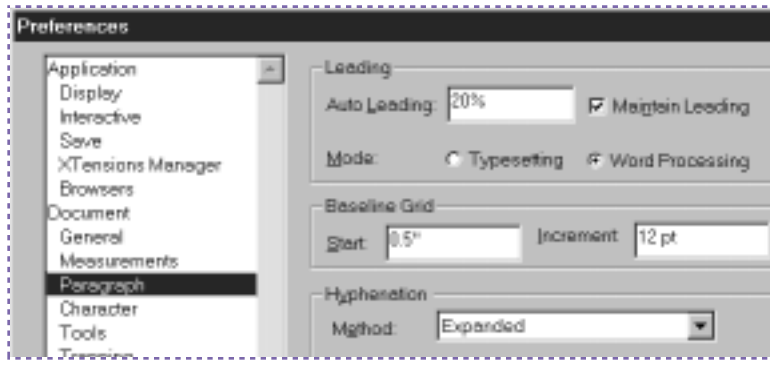 Preferences
Application
Display
Interactive
Save
XTensions Manager
Browsers
Document
General
Measurements
Paragraph
Character
Tools
Trapping
Leading
Auto Leading: 20% Maintain Leading
Mode: Typesetting Word Processing
Baseline Grid
Start: 0.5" Increment: 12 pt
Hyphenation
Method: Expanded